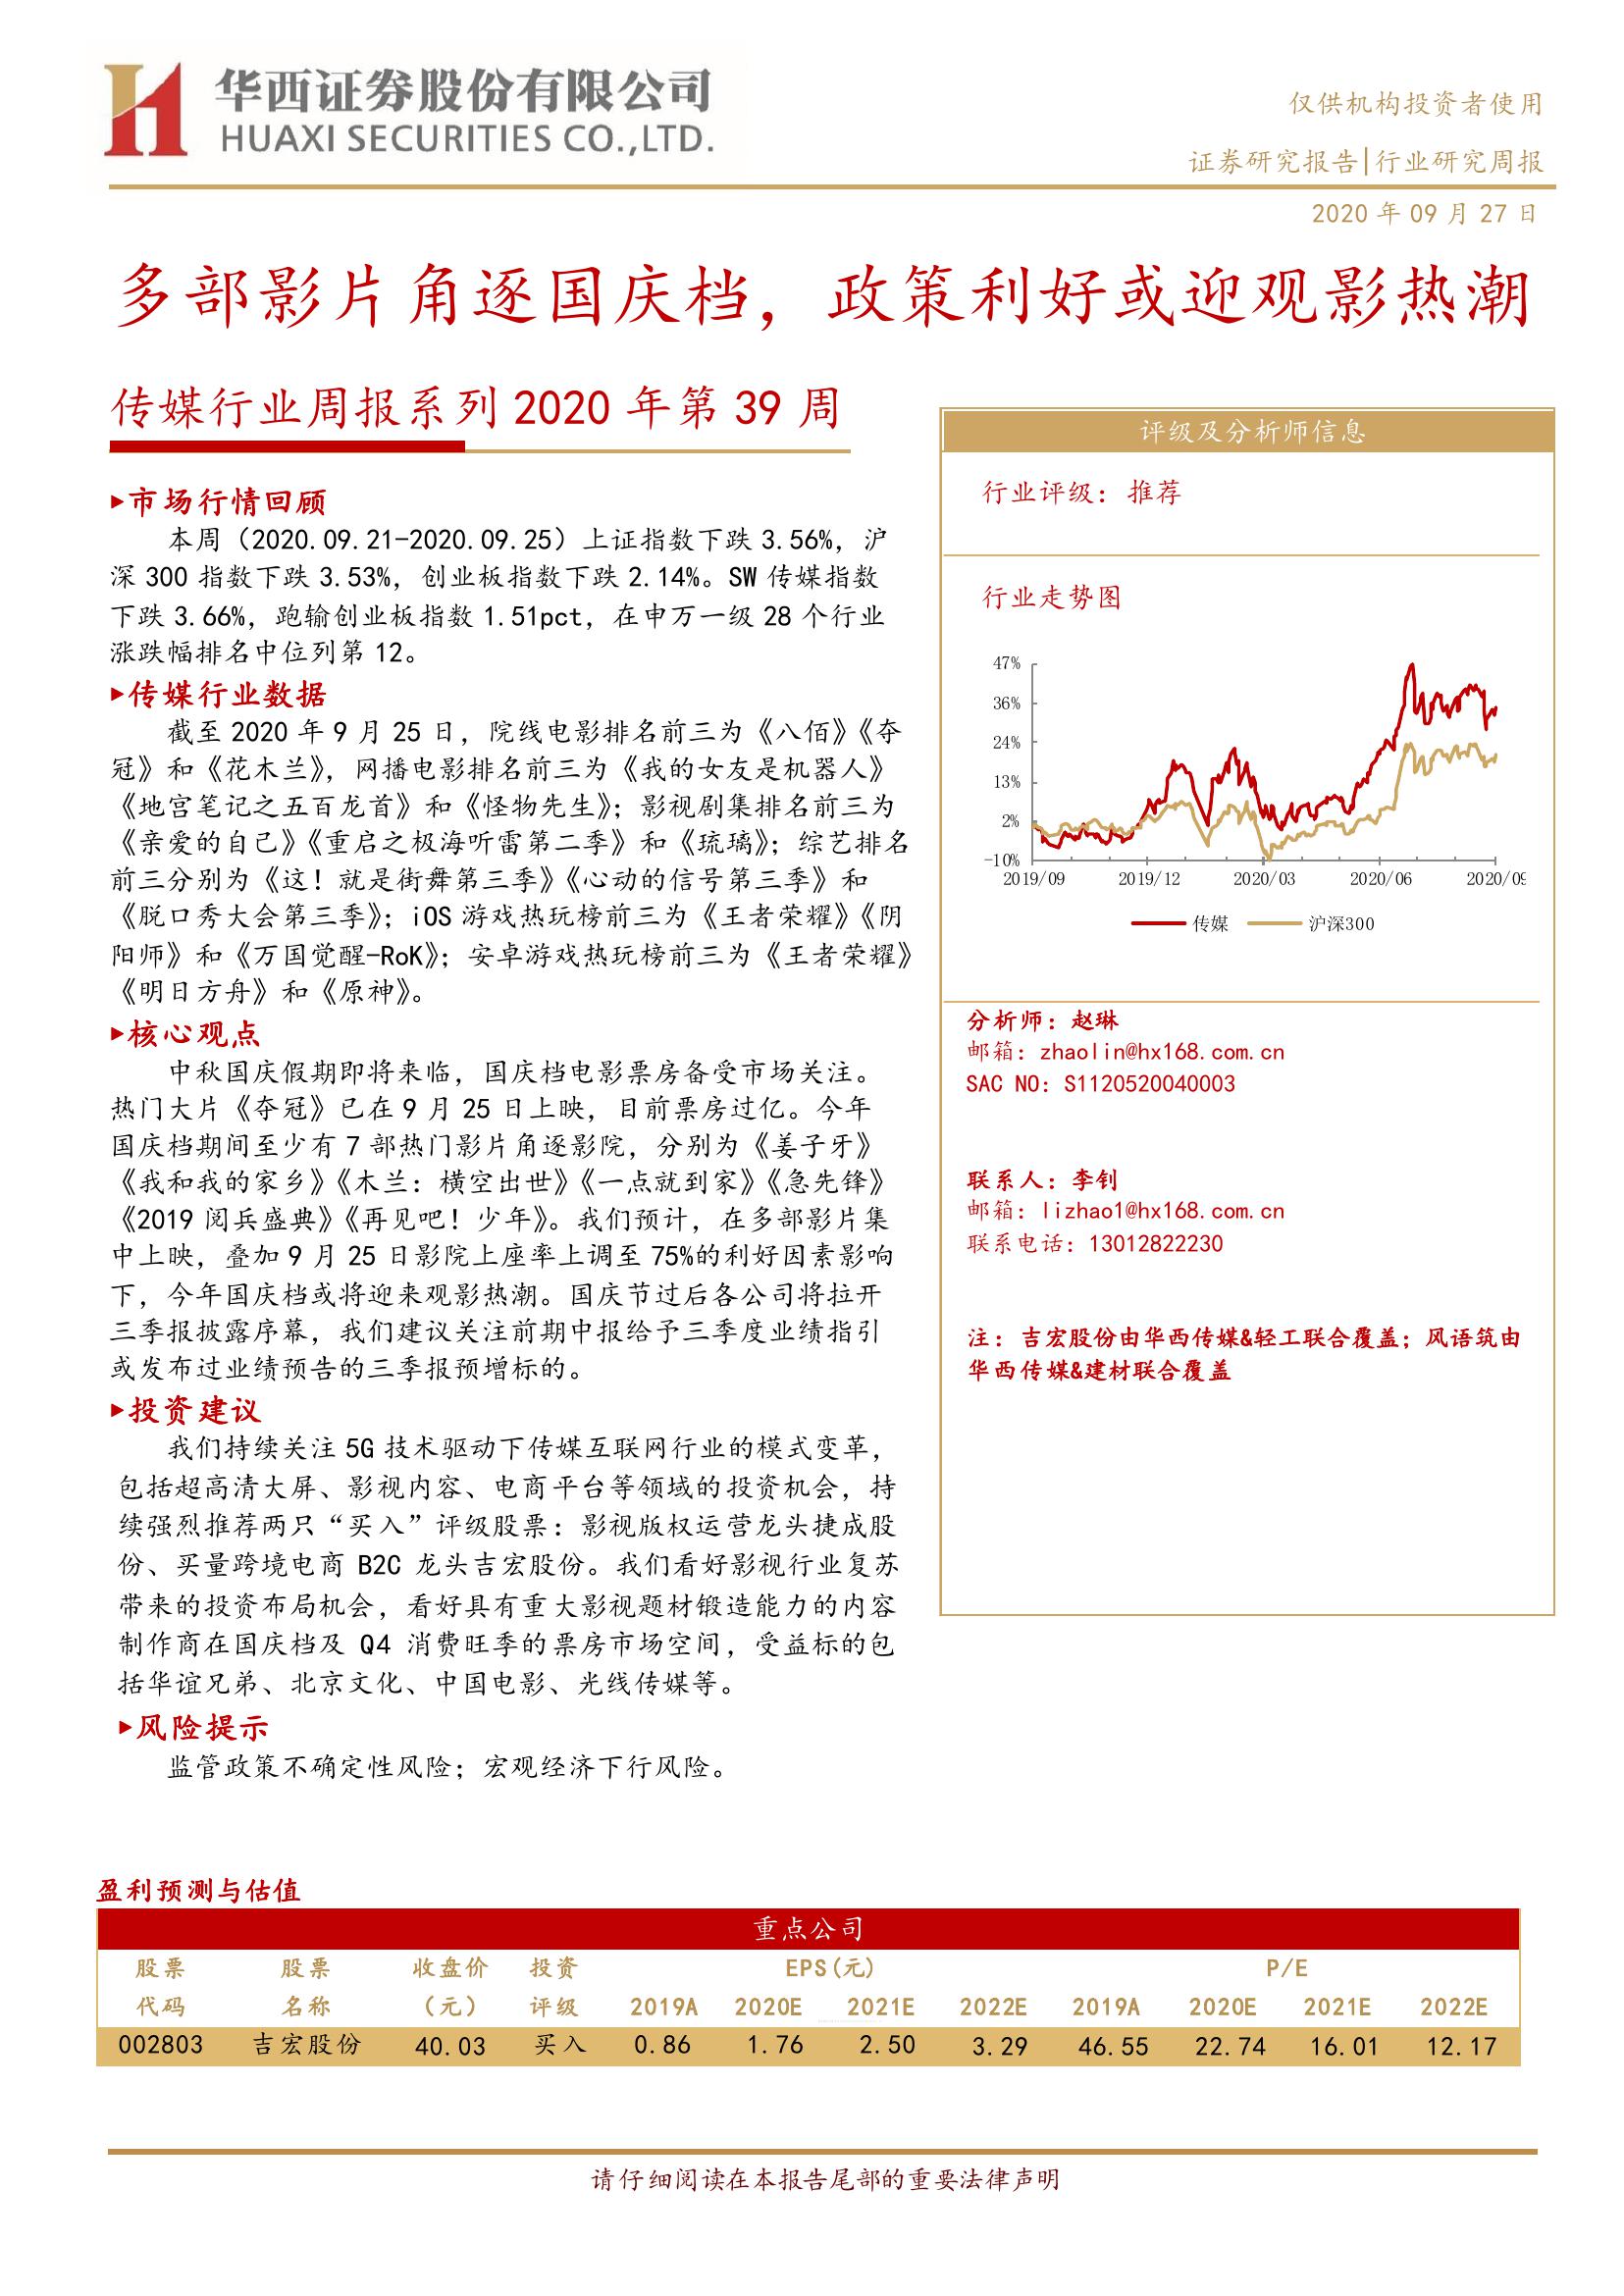 华西证券股份有限公司
HUAXI SECURITIES CO.,LTD.
仅供机构投资者使用
证券研究报告|行业研究周报
2020 年 09 月 27 日
多部影片角逐国庆档，政策利好或迎观影热潮
传媒行业周报系列 2020 年第 39 周
▸市场行情回顾
本周（2020.09.21-2020.09.25）上证指数下跌 3.56%，沪
深 300 指数下跌 3.53%，创业板指数下跌 2.14%。SW 传媒指数
下跌 3.66%，跑输创业板指数 1.51pct，在申万一级 28 个行业
涨跌幅排名中位列第 12。
▸传媒行业数据
截至 2020 年 9 月 25 日，院线电影排名前三为《八佰》《夺
冠》和《花木兰》，网播电影排名前三为《我的女友是机器人》
《地宫笔记之五百龙首》和《怪物先生》；影视剧集排名前三为
《亲爱的自己》《重启之极海听雷第二季》和《琉璃》；综艺排名
前三分别为《这！就是街舞第三季》《心动的信号第三季》和
《脱口秀大会第三季》；iOS 游戏热玩榜前三为《王者荣耀》《阴
阳师》和《万国觉醒-RoK》；安卓游戏热玩榜前三为《王者荣耀》
《明日方舟》和《原神》。
▸核心观点
中秋国庆假期即将来临，国庆档电影票房备受市场关注。
热门大片《夺冠》已在 9 月 25 日上映，目前票房过亿。今年
国庆档期间至少有 7 部热门影片角逐影院，分别为《姜子牙》
《我和我的家乡》《木兰：横空出世》《一点就到家》《急先锋》
《2019 阅兵盛典》《再见吧！少年》。我们预计，在多部影片集
中上映，叠加 9 月 25 日影院上座率上调至 75%的利好因素影响
下，今年国庆档或将迎来观影热潮。国庆节过后各公司将拉开
三季报披露序幕，我们建议关注前期中报给予三季度业绩指引
或发布过业绩预告的三季报预增标的。
▸投资建议
我们持续关注 5G 技术驱动下传媒互联网行业的模式变革，
包括超高清大屏、影视内容、电商平台等领域的投资机会，持
续强烈推荐两只“买入”评级股票：影视版权运营龙头捷成股
份、买量跨境电商 B2C 龙头吉宏股份。我们看好影视行业复苏
带来的投资布局机会，看好具有重大影视题材锻造能力的内容
制作商在国庆档及 Q4 消费旺季的票房市场空间，受益标的包
括华谊兄弟、北京文化、中国电影、光线传媒等。
▸风险提示
监管政策不确定性风险；宏观经济下行风险。
评级及分析师信息
行业评级：推荐
行业走势图
47%
36%
24%
13%
2%
-10%
2019/09 2019/12 2020/03 2020/06 2020/09
传媒 沪深300
分析师：赵琳
邮箱：zhaolin@hx168.com.cn
SAC NO：S1120520040003
联系人：李钊
邮箱：lizhao1@hx168.com.cn
联系电话：13012822230
注：吉宏股份由华西传媒&轻工联合覆盖；风语筑由
华西传媒&建材联合覆盖
盈利预测与估值
重点公司
股票 股票 收盘价 投资 EPS(元) P/E
代码 名称 （元） 评级 2019A 2020E 2021E 2022E 2019A 2020E 2021E 2022E
002803 吉宏股份 40.03 买入 0.86 1.76 2.50 3.29 46.55 22.74 16.01 12.17
请仔细阅读在本报告尾部的重要法律声明